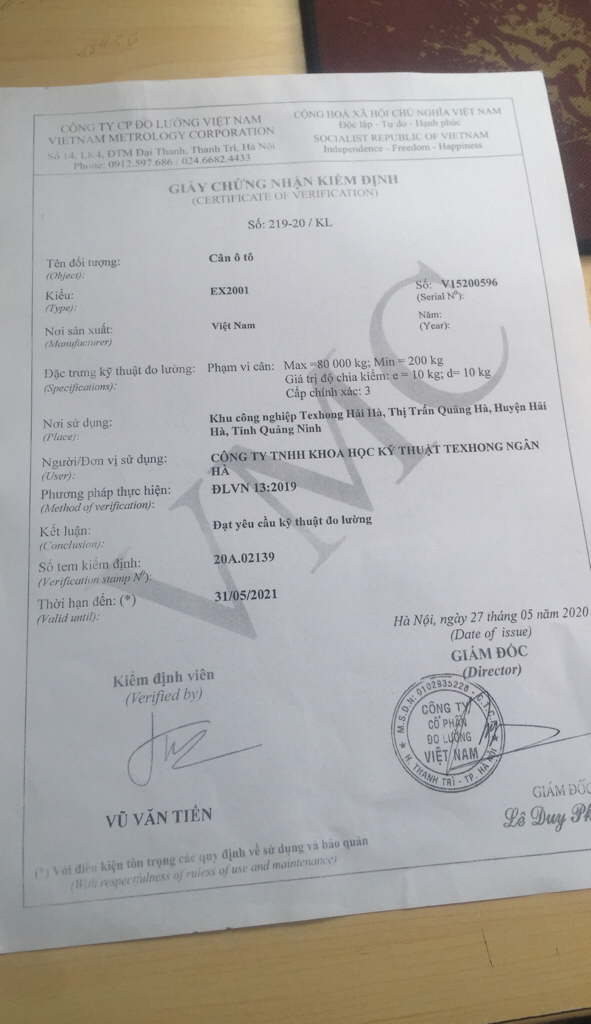 CÔNG TY CP ĐO LƯỜNG VIỆT NAM
VIETNAM METROLOGY CORPORATION
Số 14, LK4, ĐTM Đại Thanh, Thanh Trì, Hà Nội
Phone: 0912.597.686 / 024.6682.4433
CỘNG HOÀ XÃ HỘI CHỦ NGHĨA VIỆT NAM
Độc lập - Tự do - Hạnh phúc
SOCIALIST REPUBLIC OF VIETNAM
Independence - Freedom - Happiness
GIẤY CHỨNG NHẬN KIỂM ĐỊNH
(CERTIFICATE OF VERIFICATION)
Số: 219-20 / KL
Tên đối tượng: Cân ô tô
(Object):
Kiểu: EX2001 Số: V15200596
(Type): (Serial Nº):
Nơi sản xuất: Việt Nam Năm:
(Manufacturer) (Year):
Đặc trưng kỹ thuật đo lường: Phạm vi cân: Max =80 000 kg; Min = 200 kg
(Specifications): Giá trị độ chia kiểm: e = 10 kg; d= 10 kg
Cấp chính xác: 3
Nơi sử dụng: Khu công nghiệp Texhong Hải Hà, Thị Trấn Quảng Hà, Huyện Hải
(Place): Hà, Tỉnh Quảng Ninh
Người/Đơn vị sử dụng: CÔNG TY TNHH KHOA HỌC KỸ THUẬT TEXHONG NGÂN
(User): HÀ
Phương pháp thực hiện: ĐLVN 13:2019
(Method of verification):
Kết luận: Đạt yêu cầu kỹ thuật đo lường
(Conclusion):
Số tem kiểm định: 20A.02139
(Verification stamp Nº):
Thời hạn đến: (*) 31/05/2021
(Valid until):
VMC
Hà Nội, ngày 27 tháng 05 năm 2020
(Date of issue)
Kiểm định viên
(Verified by)
GIÁM ĐỐC
(Director)
M.S.D.N: 0102935228 - C.T.C.P
CÔNG TY
CỔ PHẦN
ĐO LƯỜNG
VIỆT NAM
H. THANH TRÌ - TP. HÀ NỘI
VŨ VĂN TIẾN
GIÁM ĐỐC
Lê Duy
(*) Với điều kiện tôn trọng các quy định về sử dụng và bảo quản
(With respectfulness of ruless of use and maintenance)